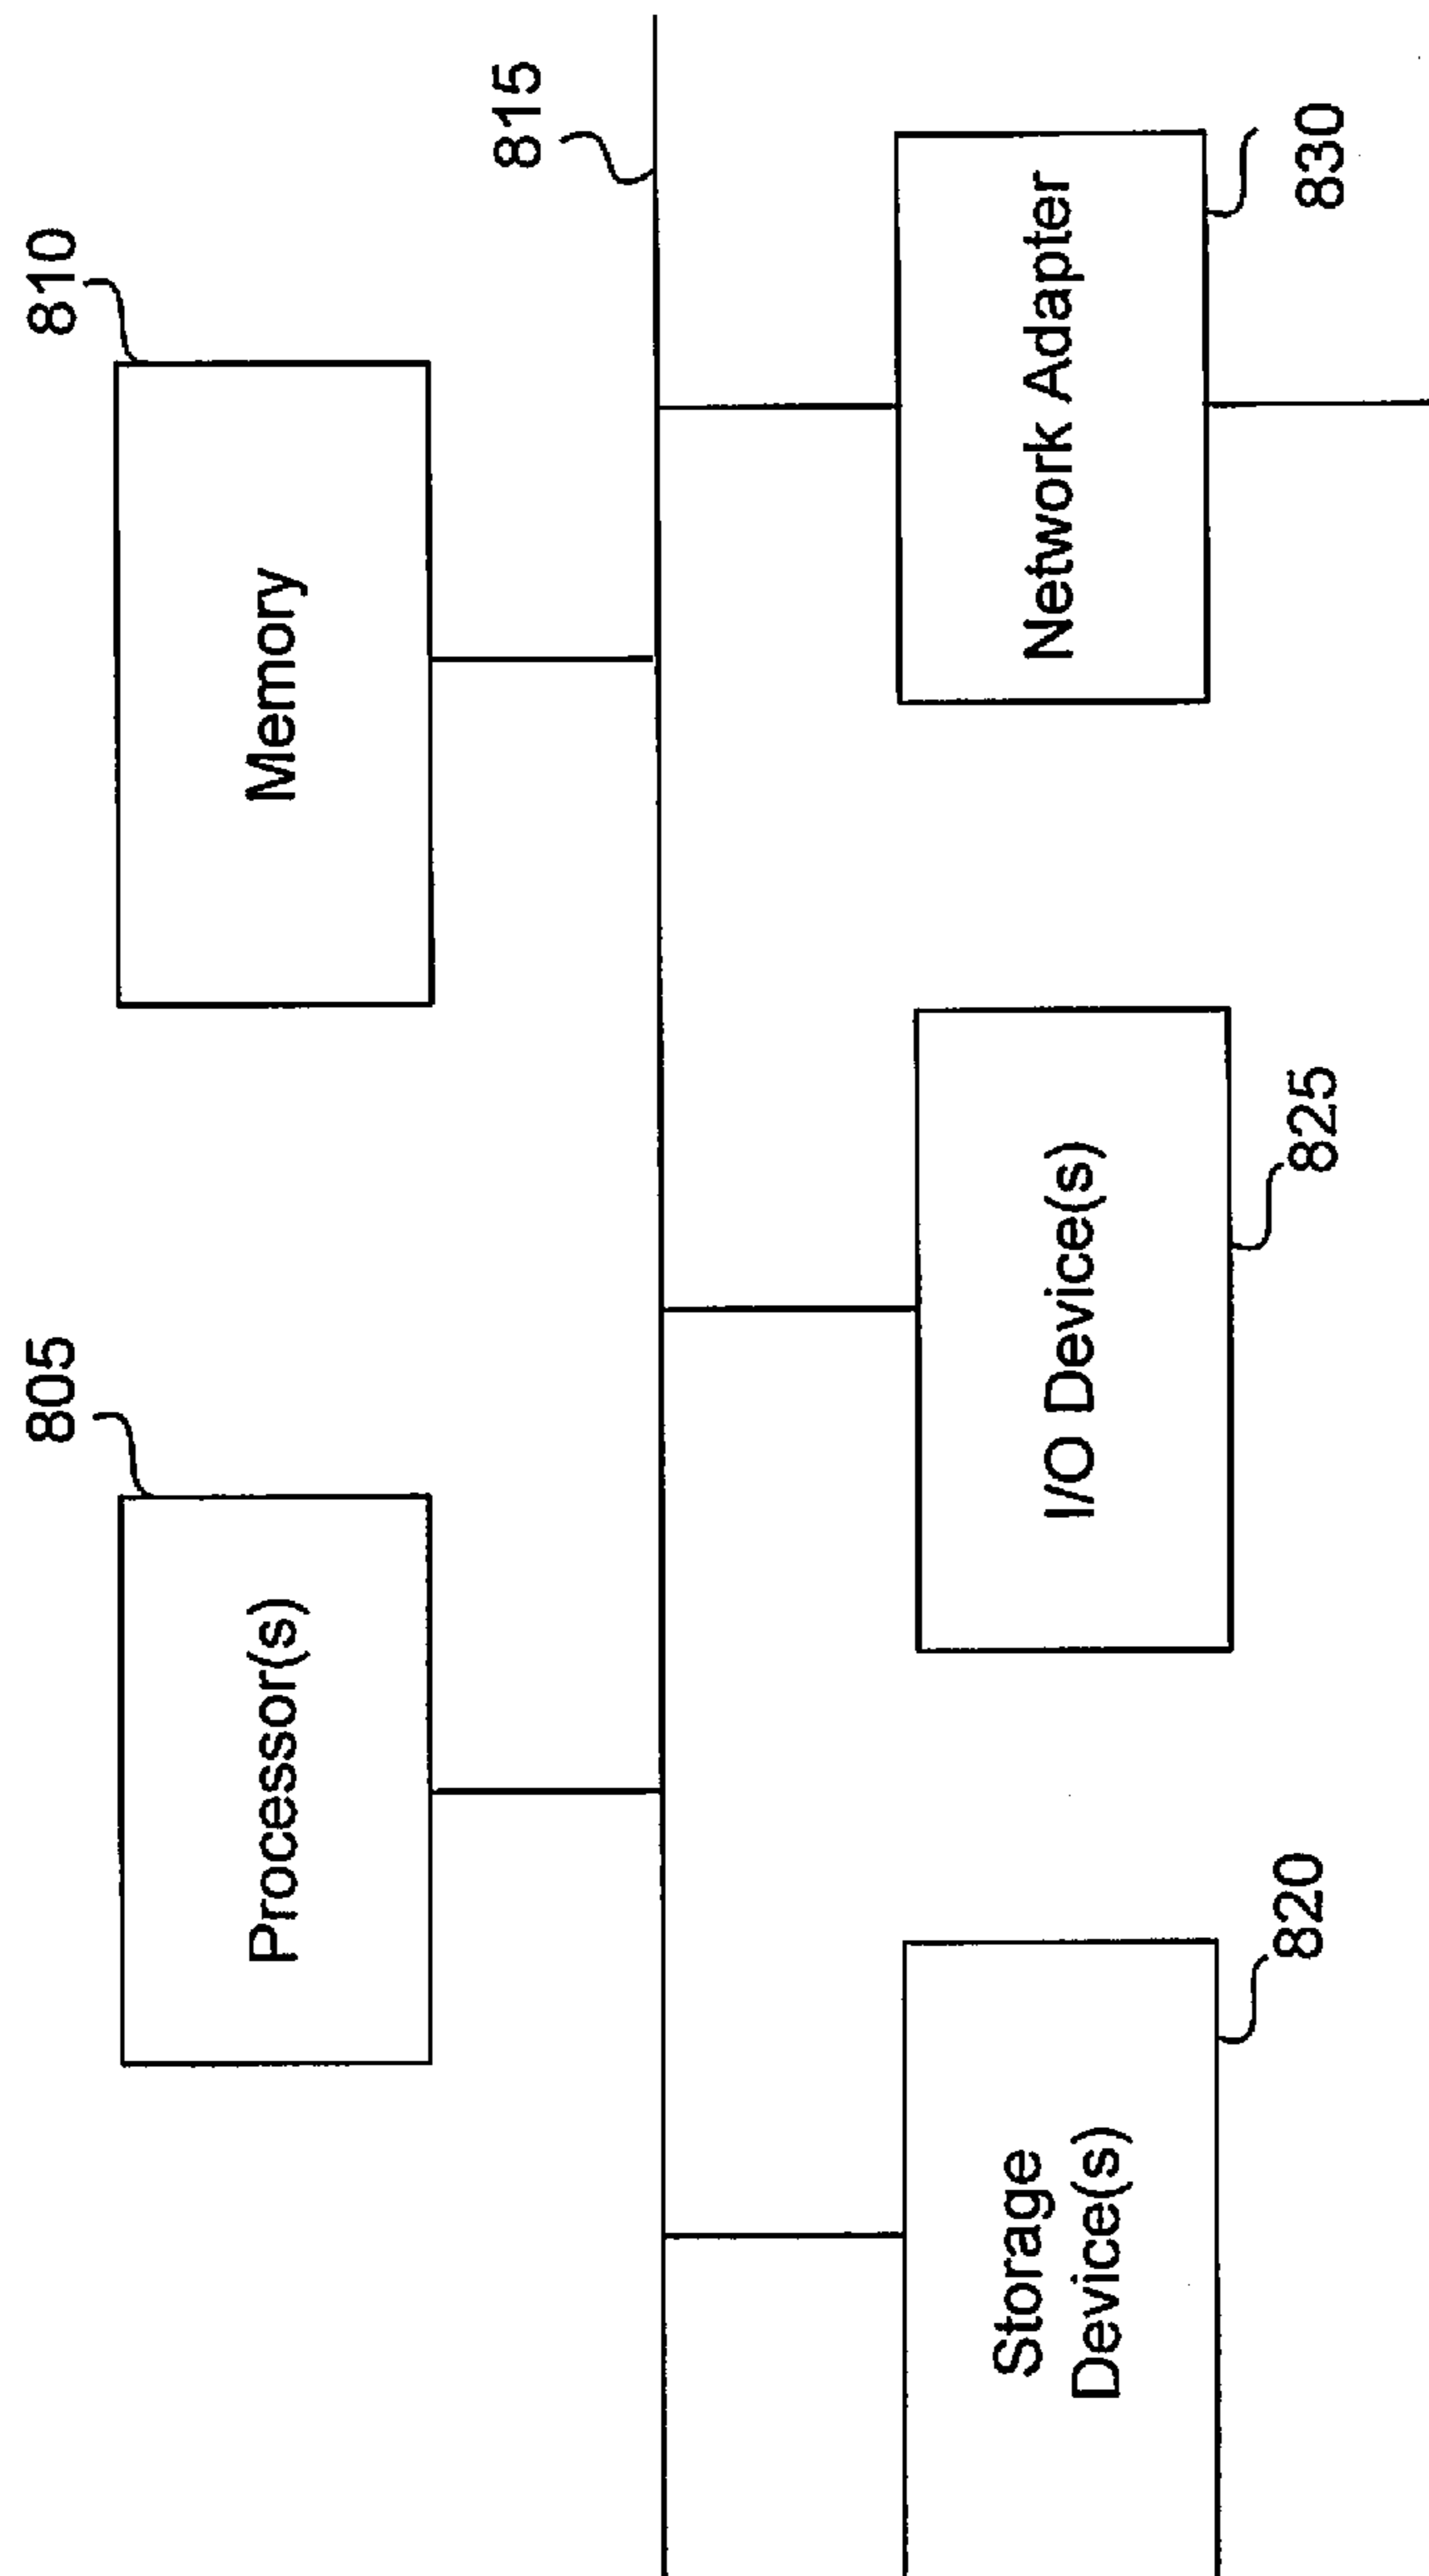 805
810
Processor(s)
Memory
815
Storage
Device(s)
I/O Device(s)
Network Adapter
820
825
830